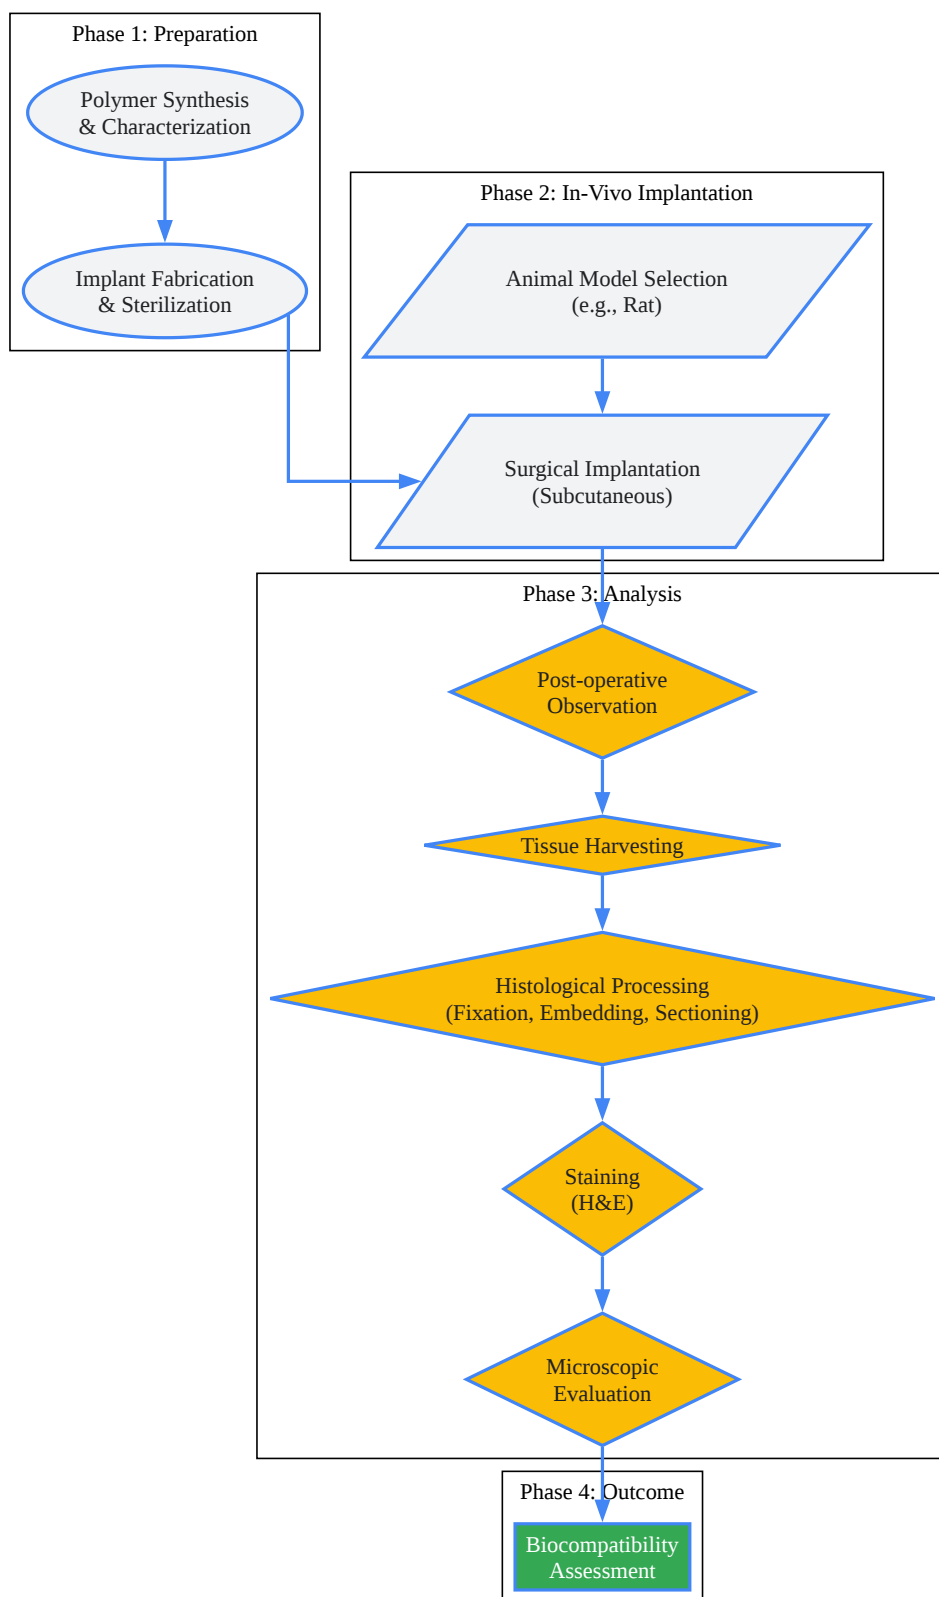 Phase 1: Preparation
Polymer Synthesis
& Characterization
Implant Fabrication
& Sterilization
Phase 2: In-Vivo Implantation
Animal Model Selection
(e.g., Rat)
Surgical Implantation
(Subcutaneous)
Phase 3: Analysis
Post-operative
Observation
Tissue Harvesting
Histological Processing
(Fixation, Embedding, Sectioning)
Staining
(H&E)
Microscopic
Evaluation
Phase 4: Outcome
Biocompatibility
Assessment